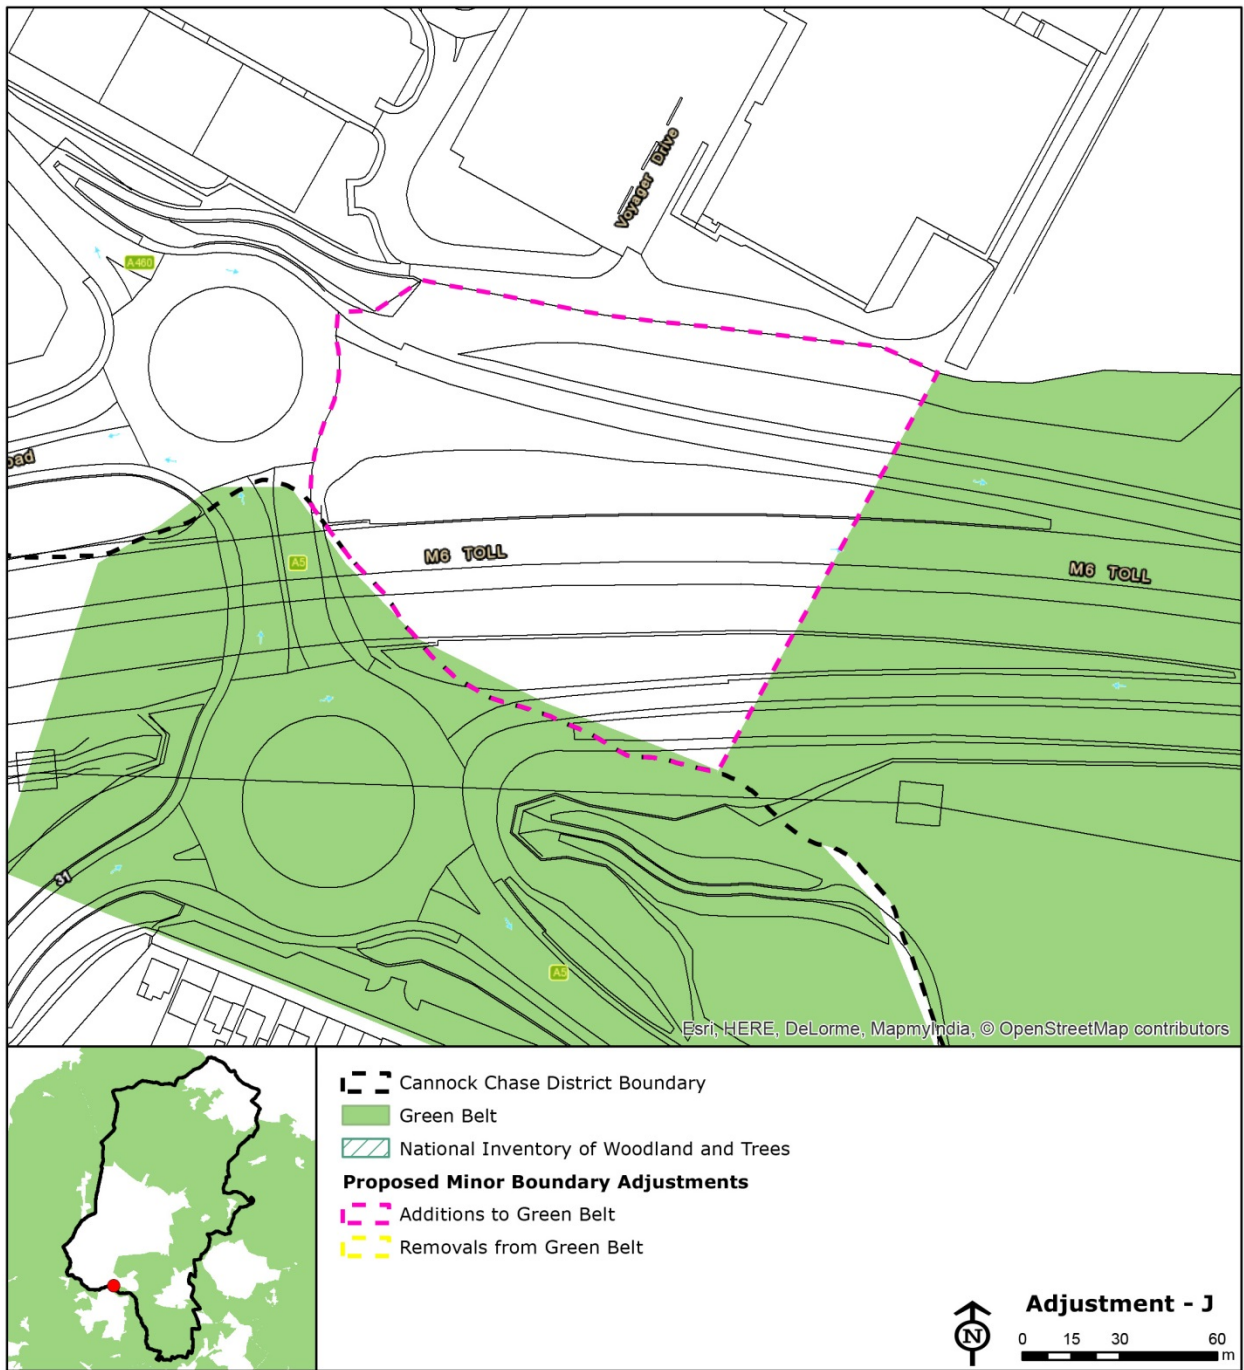 Voyager Drive
A460
oad
M6 TOLL
A5
M6 TOLL
31
A5
Esri, HERE, DeLorme, MapmyIndia, © OpenStreetMap contributors
Cannock Chase District Boundary
Green Belt
National Inventory of Woodland and Trees
Proposed Minor Boundary Adjustments
Additions to Green Belt
Removals from Green Belt
Adjustment - J
N
0 15 30 60
m